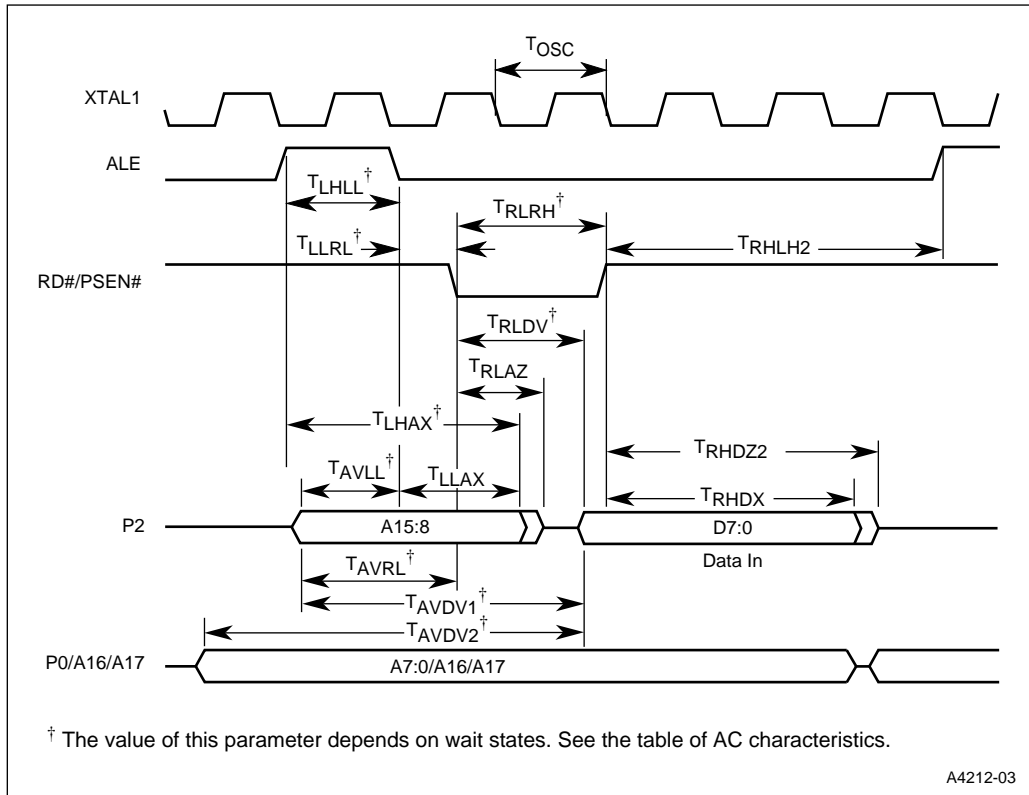 TOSC
XTAL1
ALE
TLHLL†
TRLRH†
TLLRL†
TRHLH2
RD#/PSEN#
TRLDV†
TRLAZ
TLHAX†
TRHDZ2
TAVLL†
TLLAX
TRHDX
P2
A15:8
D7:0
Data In
TAVRL†
TAVDV1†
TAVDV2†
P0/A16/A17
A7:0/A16/A17
† The value of this parameter depends on wait states. See the table of AC characteristics.
A4212-03